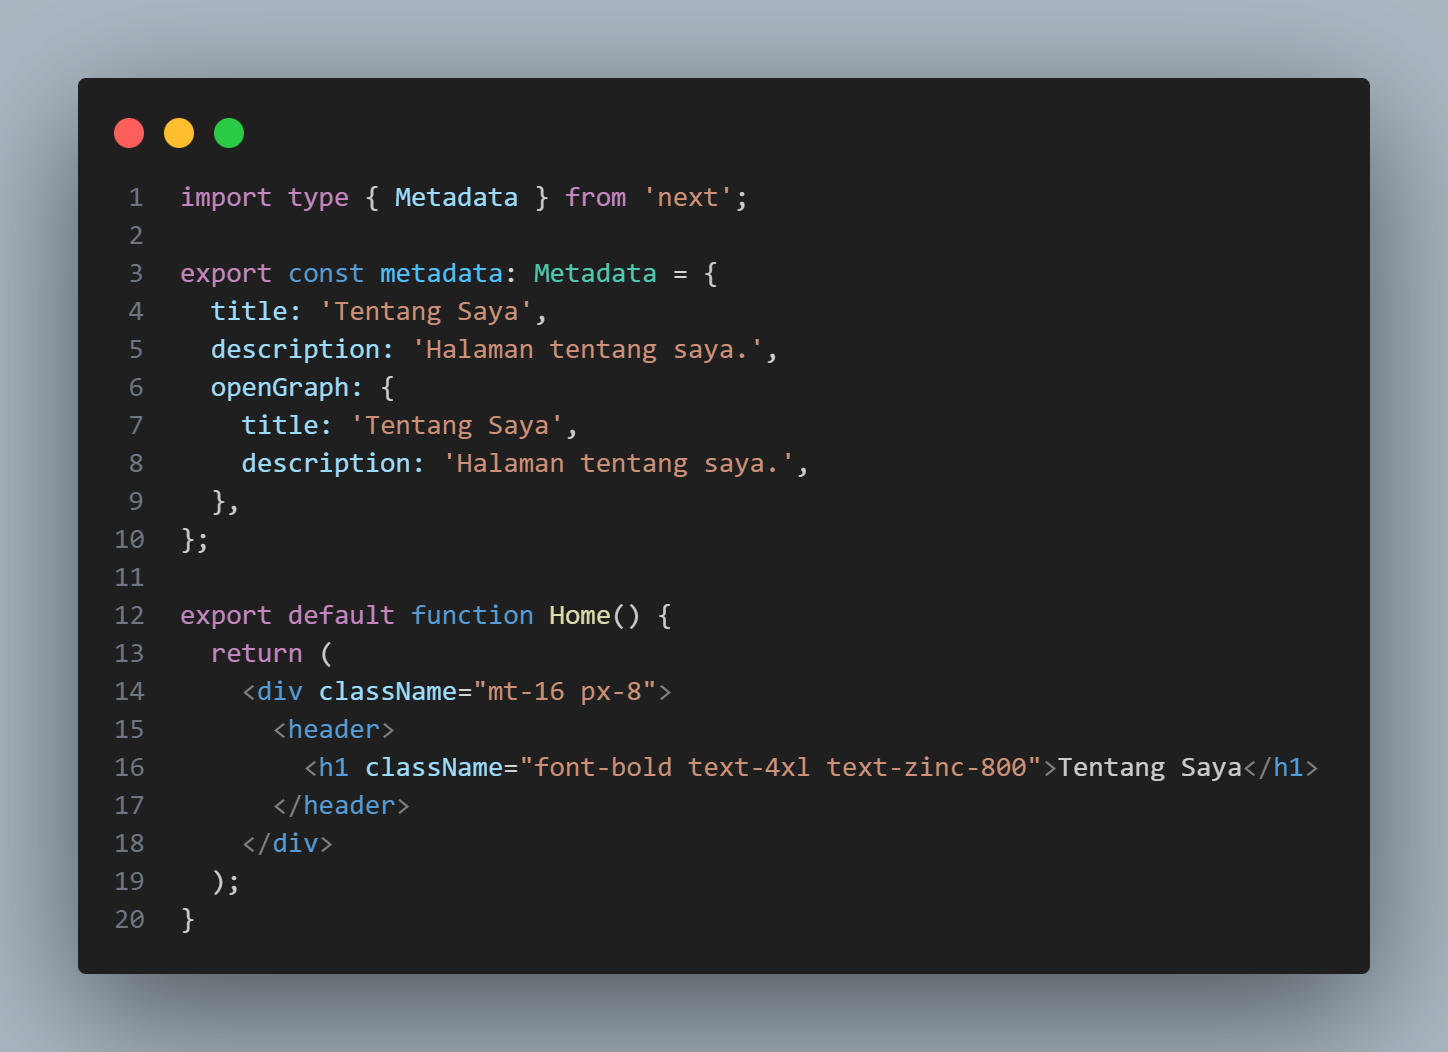 1 import type { Metadata } from 'next';
2
3 export const metadata: Metadata = {
4   title: 'Tentang Saya',
5   description: 'Halaman tentang saya.',
6   openGraph: {
7     title: 'Tentang Saya',
8     description: 'Halaman tentang saya.',
9   },
10 };
11
12 export default function Home() {
13   return (
14     <div className="mt-16 px-8">
15       <header>
16         <h1 className="font-bold text-4xl text-zinc-800">Tentang Saya</h1>
17       </header>
18     </div>
19   );
20 }